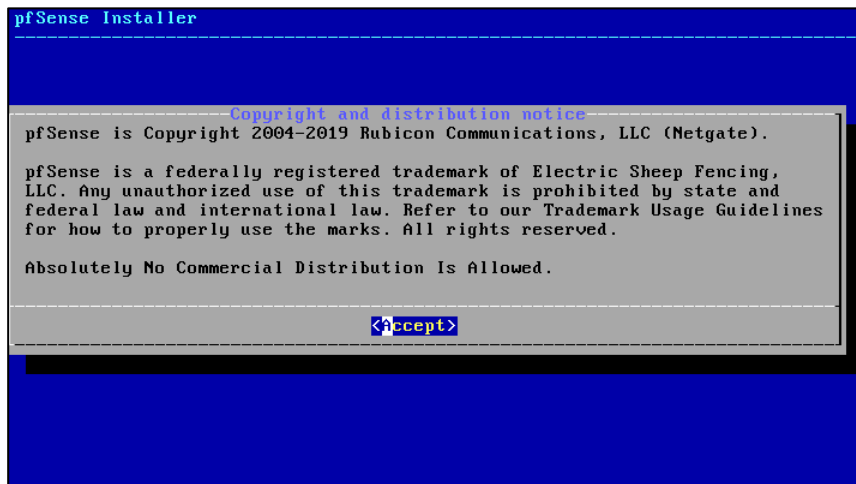 pfSense Installer
Copyright and distribution notice
pfSense is Copyright 2004-2019 Rubicon Communications, LLC (Netgate).
pfSense is a federally registered trademark of Electric Sheep Fencing,
LLC. Any unauthorized use of this trademark is prohibited by state and
federal law and international law. Refer to our Trademark Usage Guidelines
for how to properly use the marks. All rights reserved.
Absolutely No Commercial Distribution Is Allowed.
<Accept>